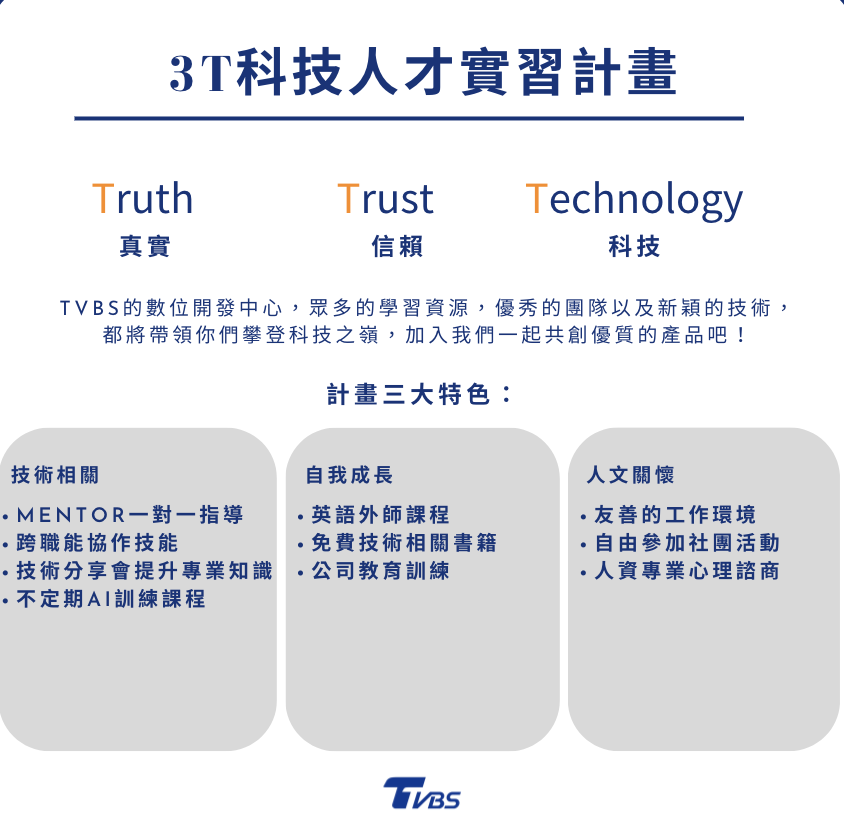 3T科技人才實習計畫
Truth
Trust
Technology
真實
信賴
科技
TVBS的數位開發中心，眾多的學習資源，優秀的團隊以及新穎的技術，
都將帶領你們攀登科技之嶺，加入我們一起共創優質的產品吧！
計畫三大特色：
技術相關
• MENTOR一對一指導
• 跨職能協作技能
• 技術分享會提升專業知識
• 不定期AI訓練課程
自我成長
• 英語外師課程
• 免費技術相關書籍
• 公司教育訓練
人文關懷
• 友善的工作環境
• 自由參加社團活動
• 人資專業心理諮商
TVBS